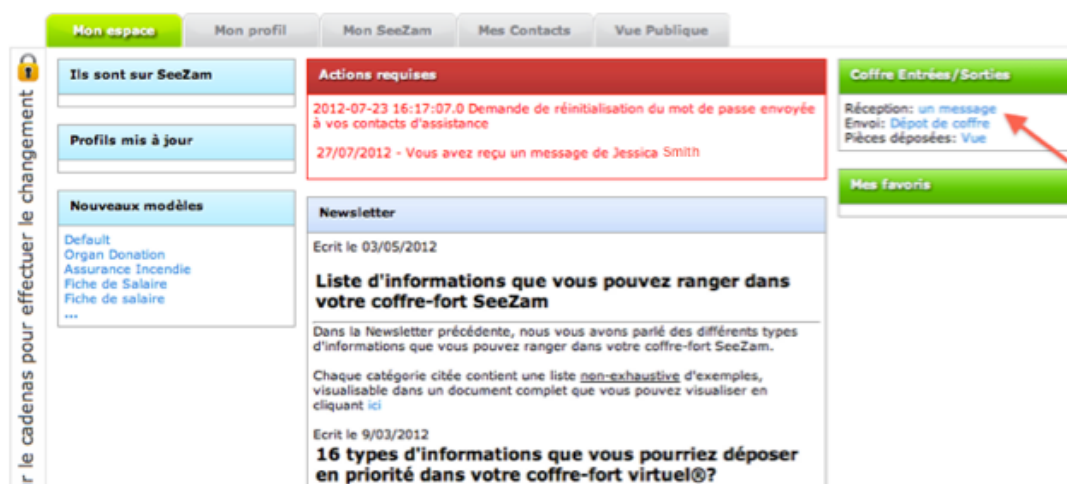 Mon espace
Mon profil
Mon SeeZam
Mes Contacts
Vue Publique
r le cadenas pour effectuer le changement
Ils sont sur SeeZam
Profils mis à jour
Nouveaux modèles
Default
Organ Donation
Assurance Incendie
Fiche de Salaire
Fiche de salaire
...
Actions requises
2012-07-23 16:17:07.0 Demande de réinitialisation du mot de passe envoyée
à vos contacts d'assistance
27/07/2012 - Vous avez reçu un message de Jessica Smith
Newsletter
Ecrit le 03/05/2012
Liste d'informations que vous pouvez ranger dans
votre coffre-fort SeeZam
Dans la Newsletter précédente, nous vous avons parlé des différents types
d'informations que vous pouvez ranger dans votre coffre-fort SeeZam.
Chaque catégorie citée contient une liste non-exhaustive d'exemples,
visualisable dans un document complet que vous pouvez visualiser en
cliquant ici
Ecrit le 9/03/2012
16 types d'informations que vous pourriez déposer
en priorité dans votre coffre-fort virtuel®?
Coffre Entrées/Sorties
Réception: un message
Envoi: Dépot de coffre
Pièces déposées: Vue
Mes favoris